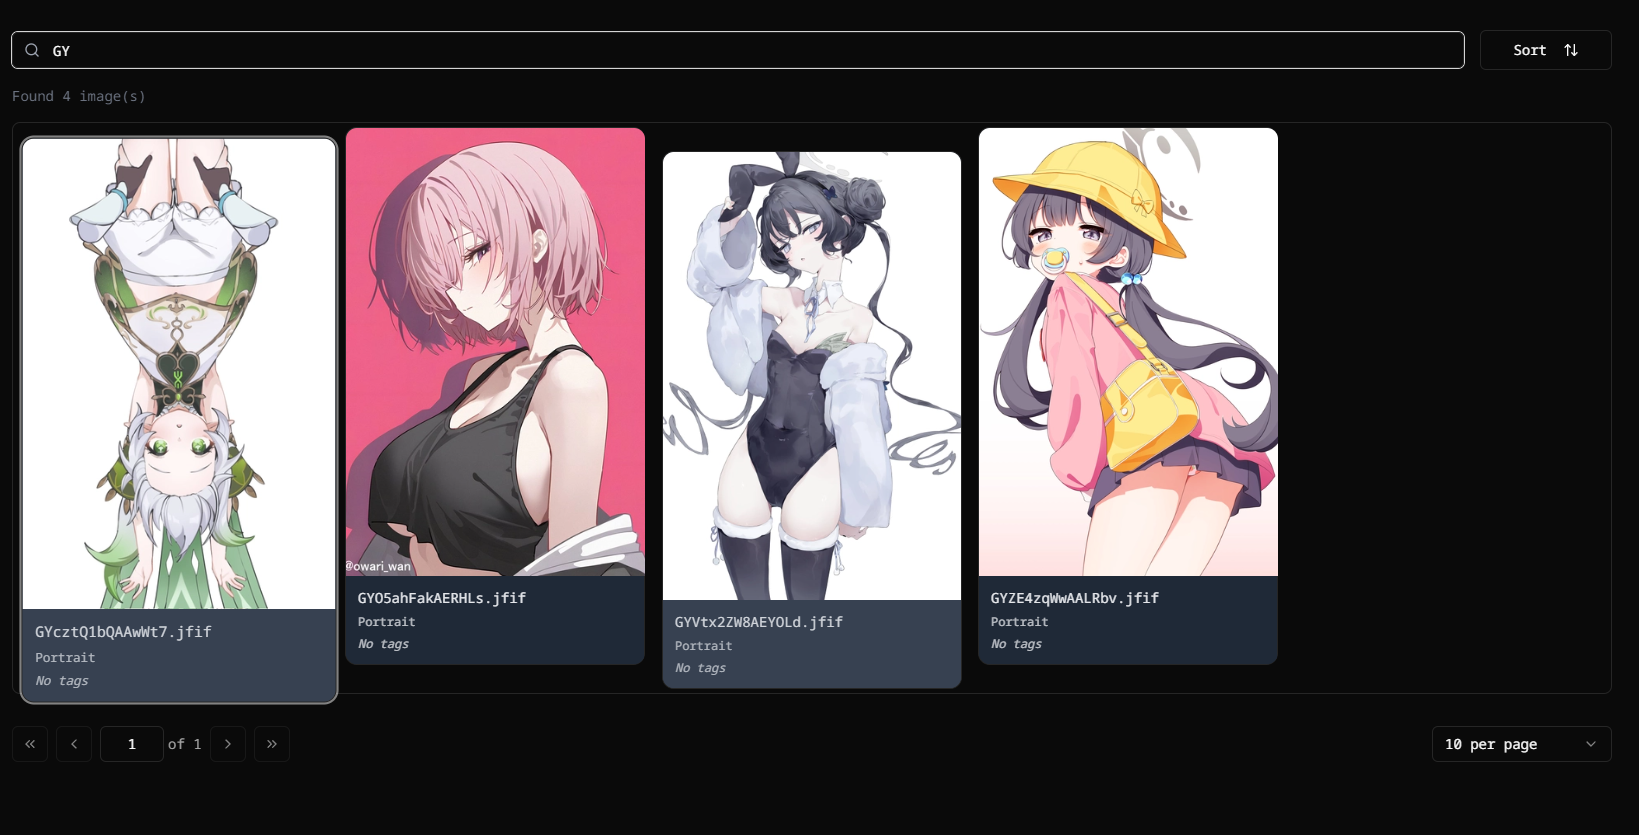 GY
Sort
Found 4 image(s)
@owari_wan
GYcztQ1bQAAwWt7.jfif
Portrait
No tags
GYO5ahFakAERHLs.jfif
Portrait
No tags
GYVtx2ZW8AEYOLd.jfif
Portrait
No tags
GYZE4zqWwAALRbv.jfif
Portrait
No tags
« ‹ 1 of 1 › »
10 per page